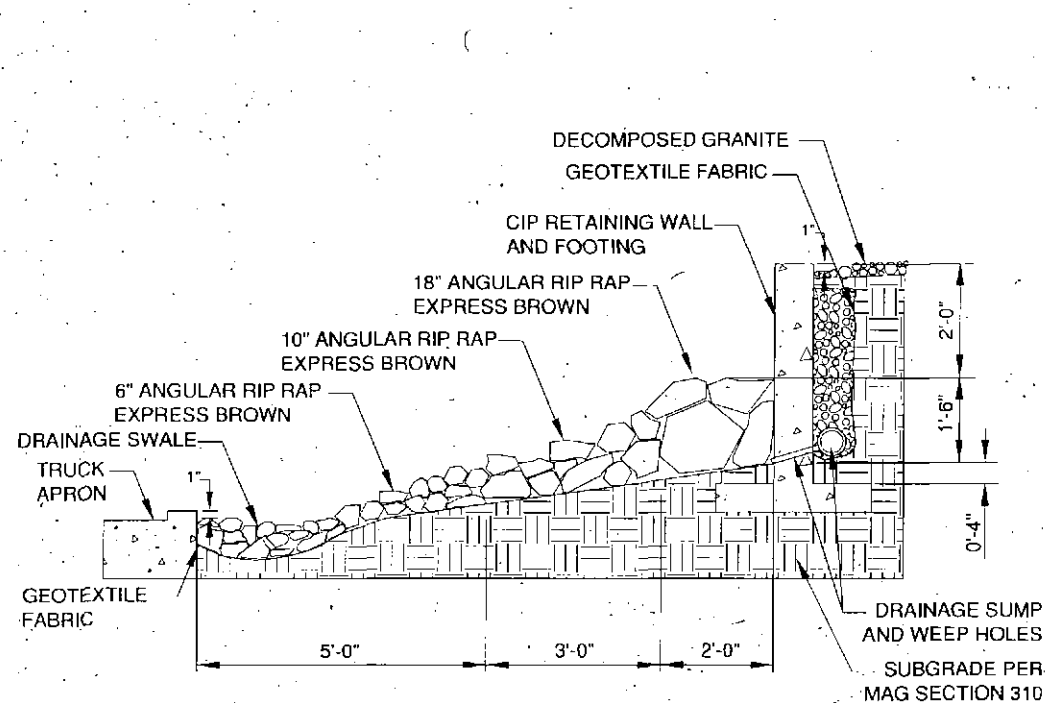 DECOMPOSED GRANITE
GEOTEXTILE FABRIC
CIP RETAINING WALL
AND FOOTING
1"
18" ANGULAR RIP RAP
EXPRESS BROWN
10" ANGULAR RIP RAP
EXPRESS BROWN
6" ANGULAR RIP RAP
EXPRESS BROWN
DRAINAGE SWALE
TRUCK
APRON
1"
2'-0"
1'-6"
0'-4"
GEOTEXTILE
FABRIC
5'-0"
3'-0"
2'-0"
DRAINAGE SUMP
AND WEEP HOLES
SUBGRADE PER
MAG SECTION 310